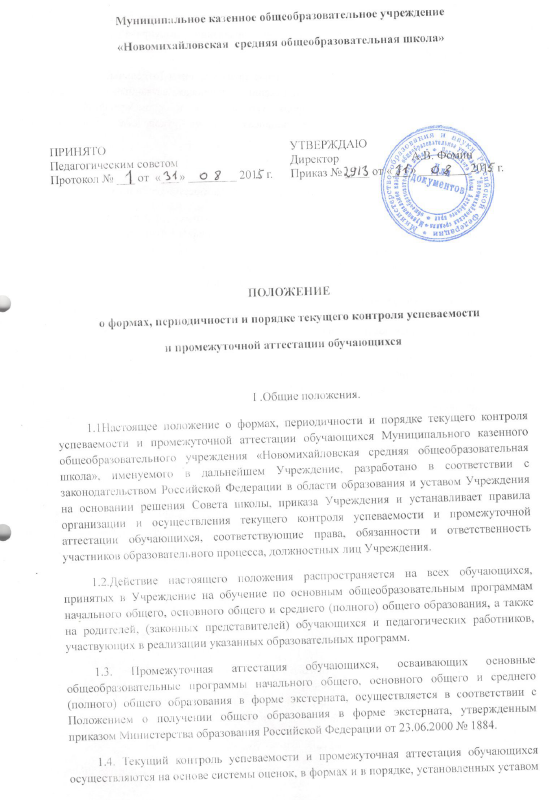 Муниципальное казенное общеобразовательное учреждение
«Новомихайловская средняя общеобразовательная школа»
ПРИНЯТО
Педагогическим советом
Протокол № 1 от «31» 08 2015 г.
УТВЕРЖДАЮ
Директор А.В. Фомин
Приказ № от « » 08 2015 г.
Для документов
ПОЛОЖЕНИЕ
о формах, периодичности и порядке текущего контроля успеваемости
и промежуточной аттестации обучающихся
I .Общие положения.
1.1Настоящее положение о формах, периодичности и порядке текущего контроля
успеваемости и промежуточной аттестации обучающихся Муниципального казенного
общеобразовательного учреждения «Новомихайловская средняя общеобразовательная
школа», именуемого в дальнейшем Учреждение, разработано в соответствии с
законодательством Российской Федерации в области образования и уставом Учреждения
на основании решения Совета школы, приказа Учреждения и устанавливает правила
организации и осуществления текущего контроля успеваемости и промежуточной
аттестации обучающихся, соответствующие права, обязанности и ответственность
участников образовательного процесса, должностных лиц Учреждения.
1.2.Действие настоящего положения распространяется на всех обучающихся,
принятых в Учреждение на обучение по основным общеобразовательным программам
начального общего, основного общего и среднего (полного) общего образования, а также
на родителей, (законных представителей) обучающихся и педагогических работников,
участвующих в реализации указанных образовательных программ.
1.3. Промежуточная аттестация обучающихся, осваивающих основные
общеобразовательные программы начального общего, основного общего и среднего
(полного) общего образования в форме экстерната, осуществляется в соответствии с
Положением о получении общего образования в форме экстерната, утвержденным
приказом Министерства образования Российской Федерации от 23.06.2000 № 1884.
1.4. Текущий контроль успеваемости и промежуточная аттестация обучающихся
осуществляются на основе системы оценок, в формах и в порядке, установленных уставом